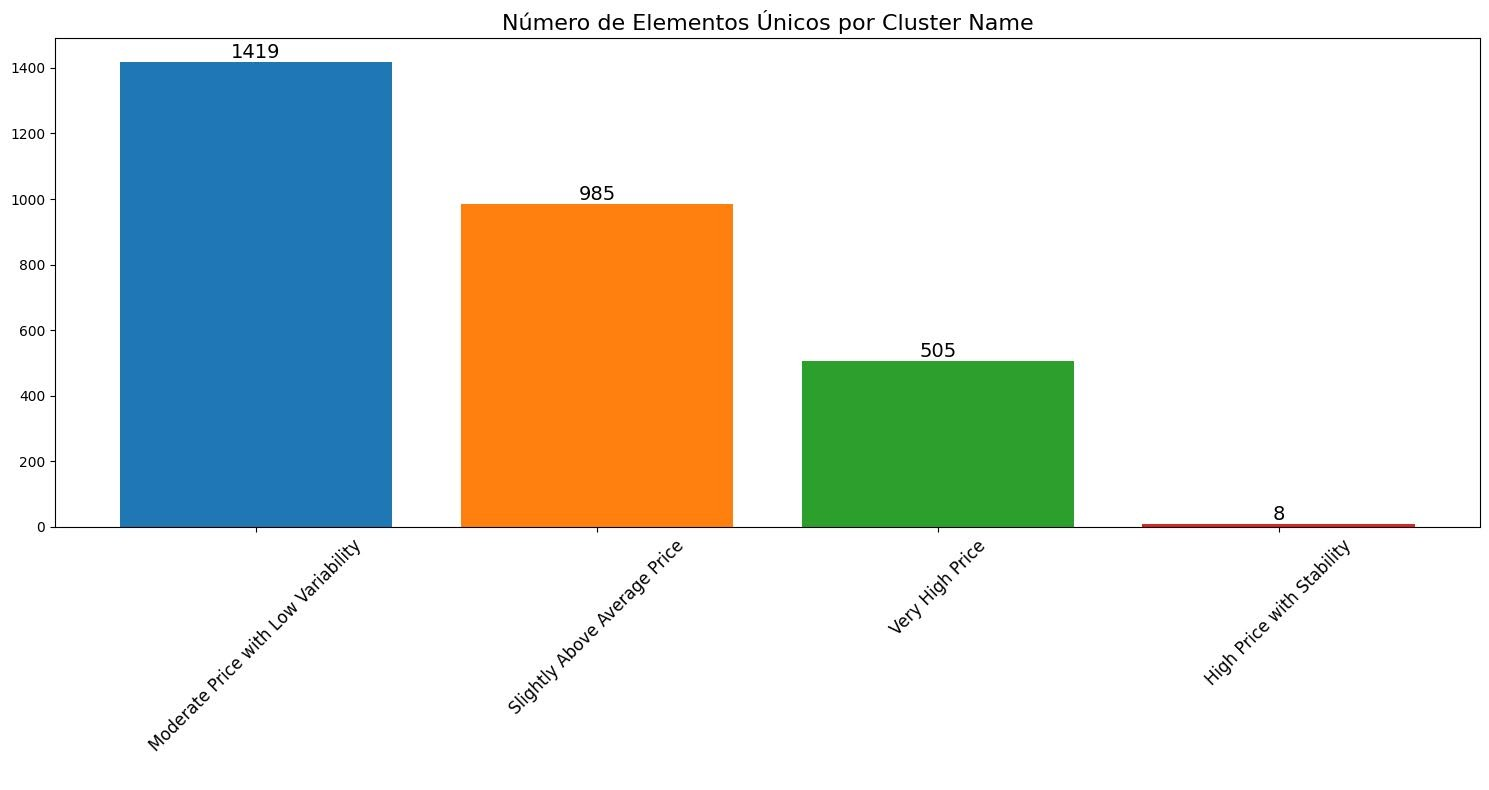 Número de Elementos Únicos por Cluster Name
1419
985
505
8
1400
1200
1000
800
600
400
200
0
Moderate Price with Low Variability
Slightly Above Average Price
Very High Price
High Price with Stability